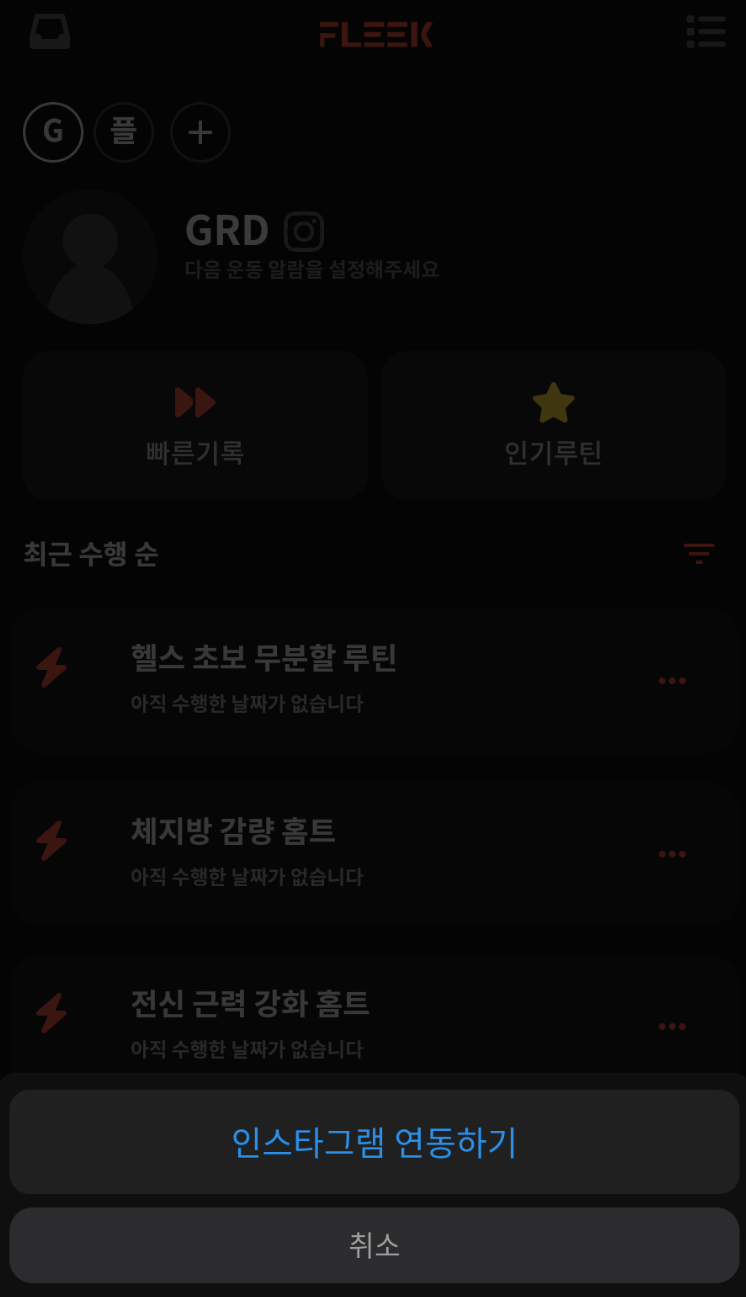 FLEEK
G 플 +
GRD
다음 운동 알람을 설정해주세요
빠른기록 인기루틴
최근 수행 순
헬스 초보 무분할 루틴
아직 수행한 날짜가 없습니다
체지방 감량 홈트
아직 수행한 날짜가 없습니다
전신 근력 강화 홈트
아직 수행한 날짜가 없습니다
인스타그램 연동하기
취소